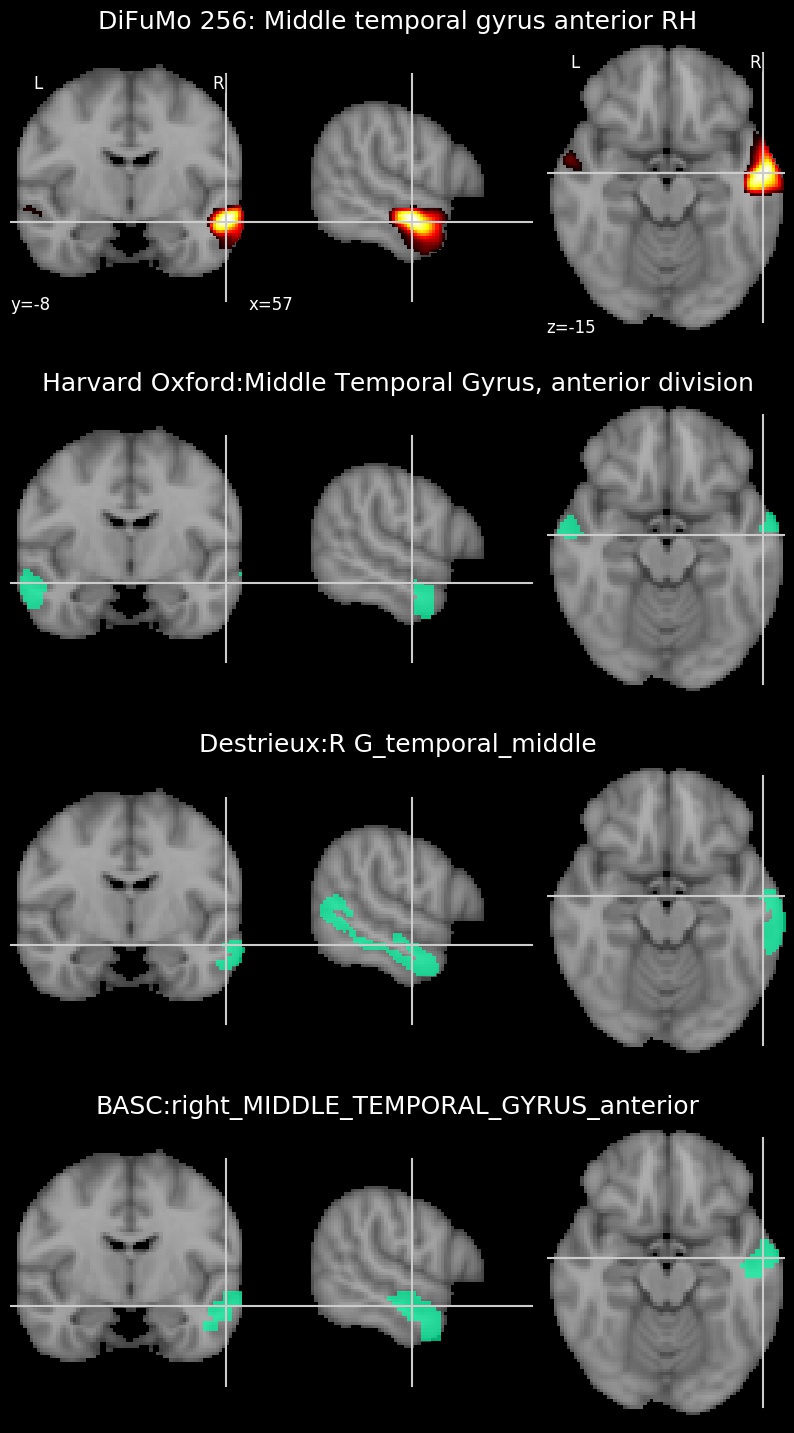 DiFuMo 256: Middle temporal gyrus anterior RH
L R L R
y=-8 x=57 z=-15
Harvard Oxford:Middle Temporal Gyrus, anterior division
Destrieux:R G_temporal_middle
BASC:right_MIDDLE_TEMPORAL_GYRUS_anterior